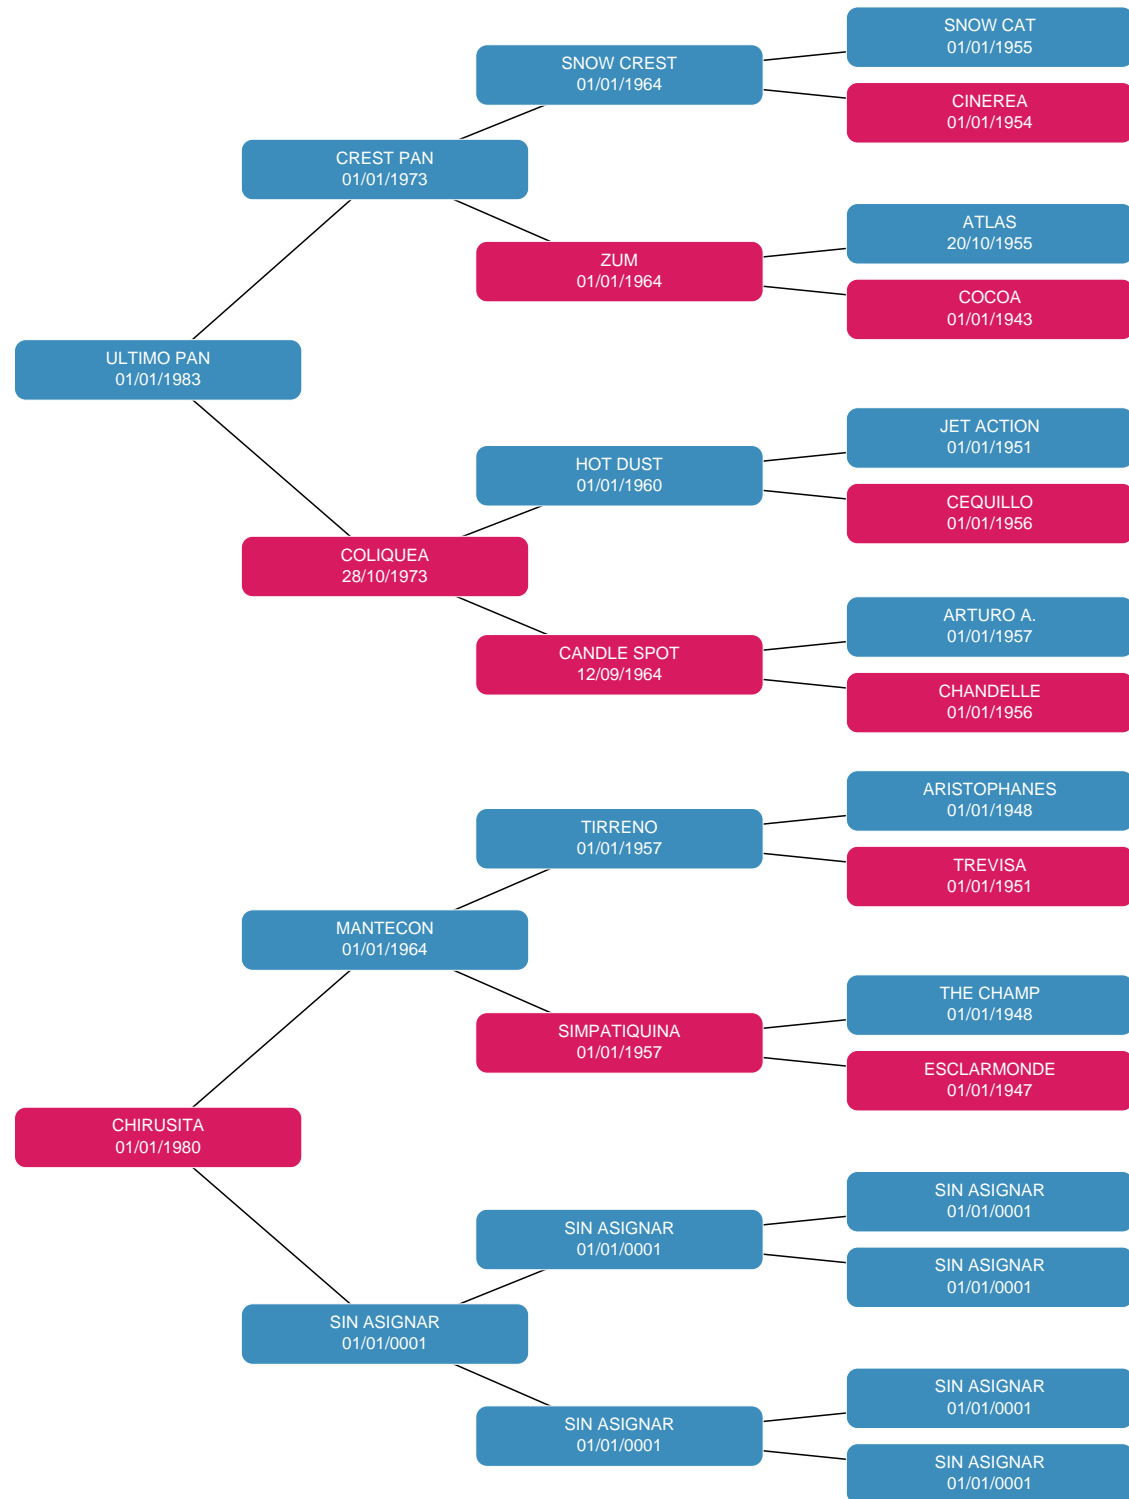 SNOW CAT
01/01/1955
SNOW CREST
01/01/1964
CINEREA
01/01/1954
CREST PAN
01/01/1973
ATLAS
20/10/1955
ZUM
01/01/1964
COCOA
01/01/1943
ULTIMO PAN
01/01/1983
JET ACTION
01/01/1951
HOT DUST
01/01/1960
CEQUILLO
01/01/1956
COLIQUEA
28/10/1973
ARTURO A.
01/01/1957
CANDLE SPOT
12/09/1964
CHANDELLE
01/01/1956
ARISTOPHANES
01/01/1948
TIRRENO
01/01/1957
TREVISA
01/01/1951
MANTECON
01/01/1964
THE CHAMP
01/01/1948
SIMPATIQUINA
01/01/1957
ESCLARMONDE
01/01/1947
CHIRUSITA
01/01/1980
SIN ASIGNAR
01/01/0001
SIN ASIGNAR
01/01/0001
SIN ASIGNAR
01/01/0001
SIN ASIGNAR
01/01/0001
SIN ASIGNAR
01/01/0001
SIN ASIGNAR
01/01/0001
SIN ASIGNAR
01/01/0001